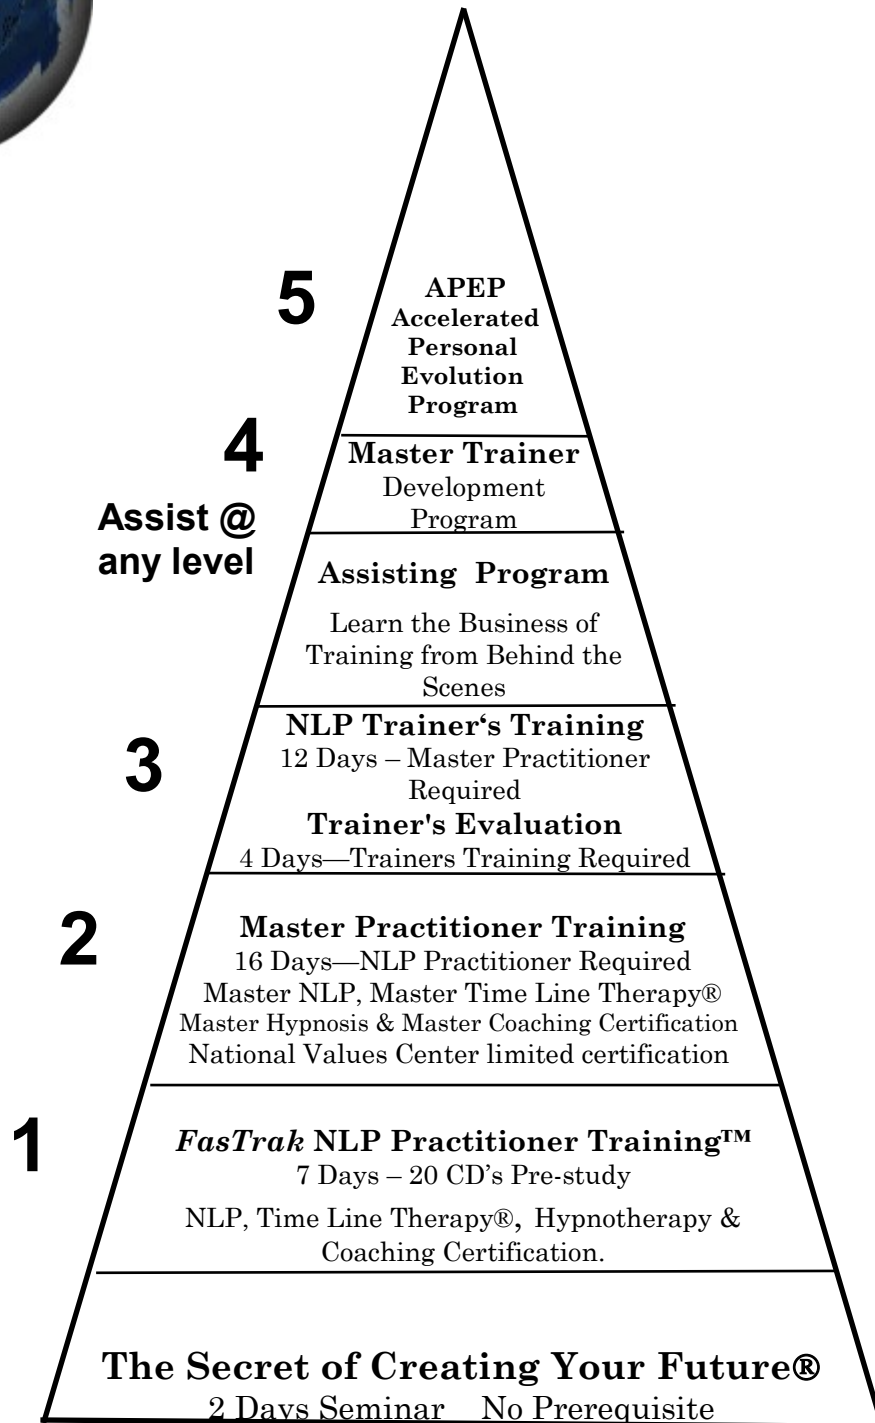 5
APEP
Accelerated
Personal
Evolution
Program
4
Master Trainer
Development
Program
Assist @
any level
Assisting Program
Learn the Business of
Training from Behind the
Scenes
3
NLP Trainer‘s Training
12 Days – Master Practitioner
Required
Trainer's Evaluation
4 Days—Trainers Training Required
2
Master Practitioner Training
16 Days—NLP Practitioner Required
Master NLP, Master Time Line Therapy®
Master Hypnosis & Master Coaching Certification
National Values Center limited certification
1
FasTrak NLP Practitioner Training™
7 Days – 20 CD's Pre-study
NLP, Time Line Therapy®, Hypnotherapy &
Coaching Certification.
The Secret of Creating Your Future®
2 Days Seminar No Prerequisite